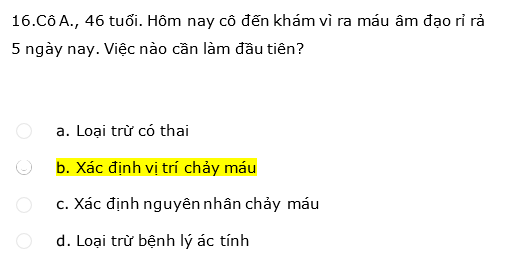 16.Cô A., 46 tuổi. Hôm nay cô đến khám vì ra máu âm đạo rỉ rả
5 ngày nay. Việc nào cần làm đầu tiên?
a. Loại trừ có thai
b. Xác định vị trí chảy máu
c. Xác định nguyên nhân chảy máu
d. Loại trừ bệnh lý ác tính